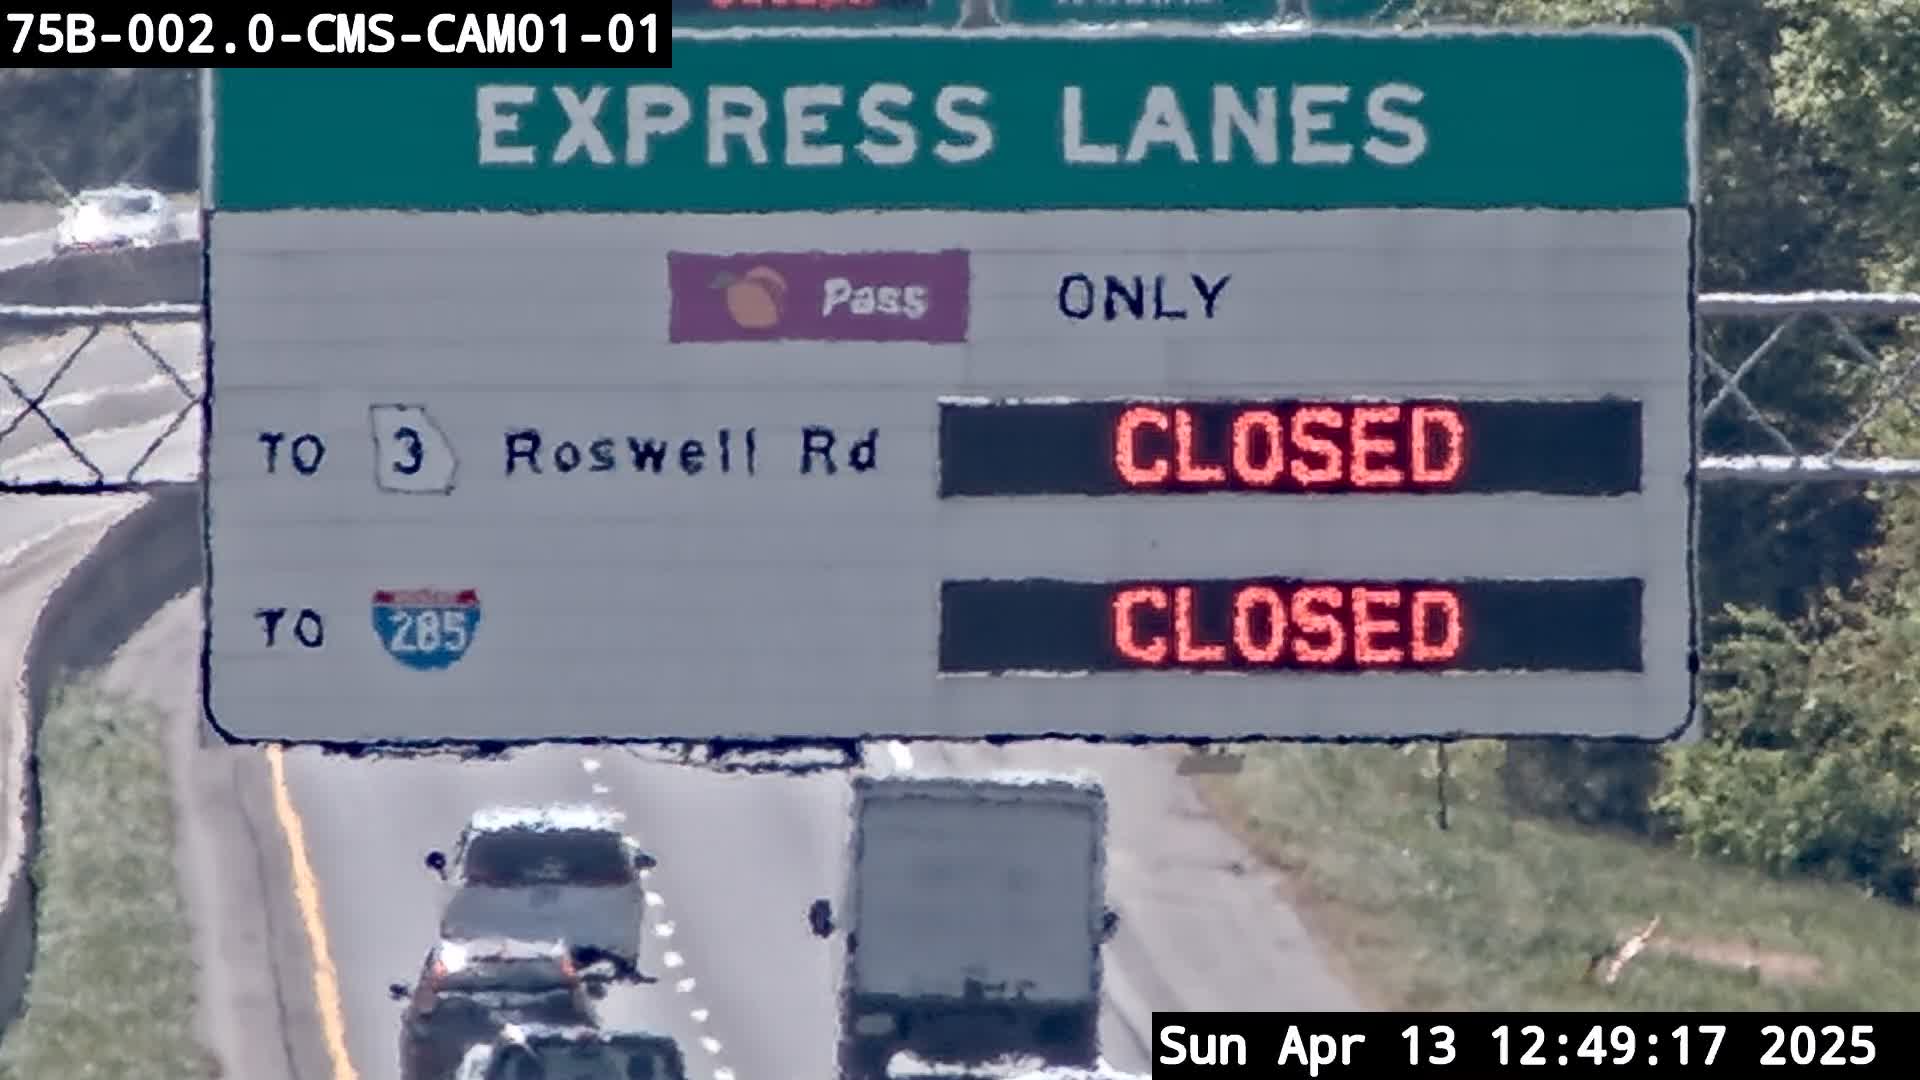 75B-002.0-CMS-CAM01-01
EXPRESS LANES
Pass ONLY
TO 3 Roswell Rd CLOSED
TO 285 CLOSED
Sun Apr 13 12:49:17 2025